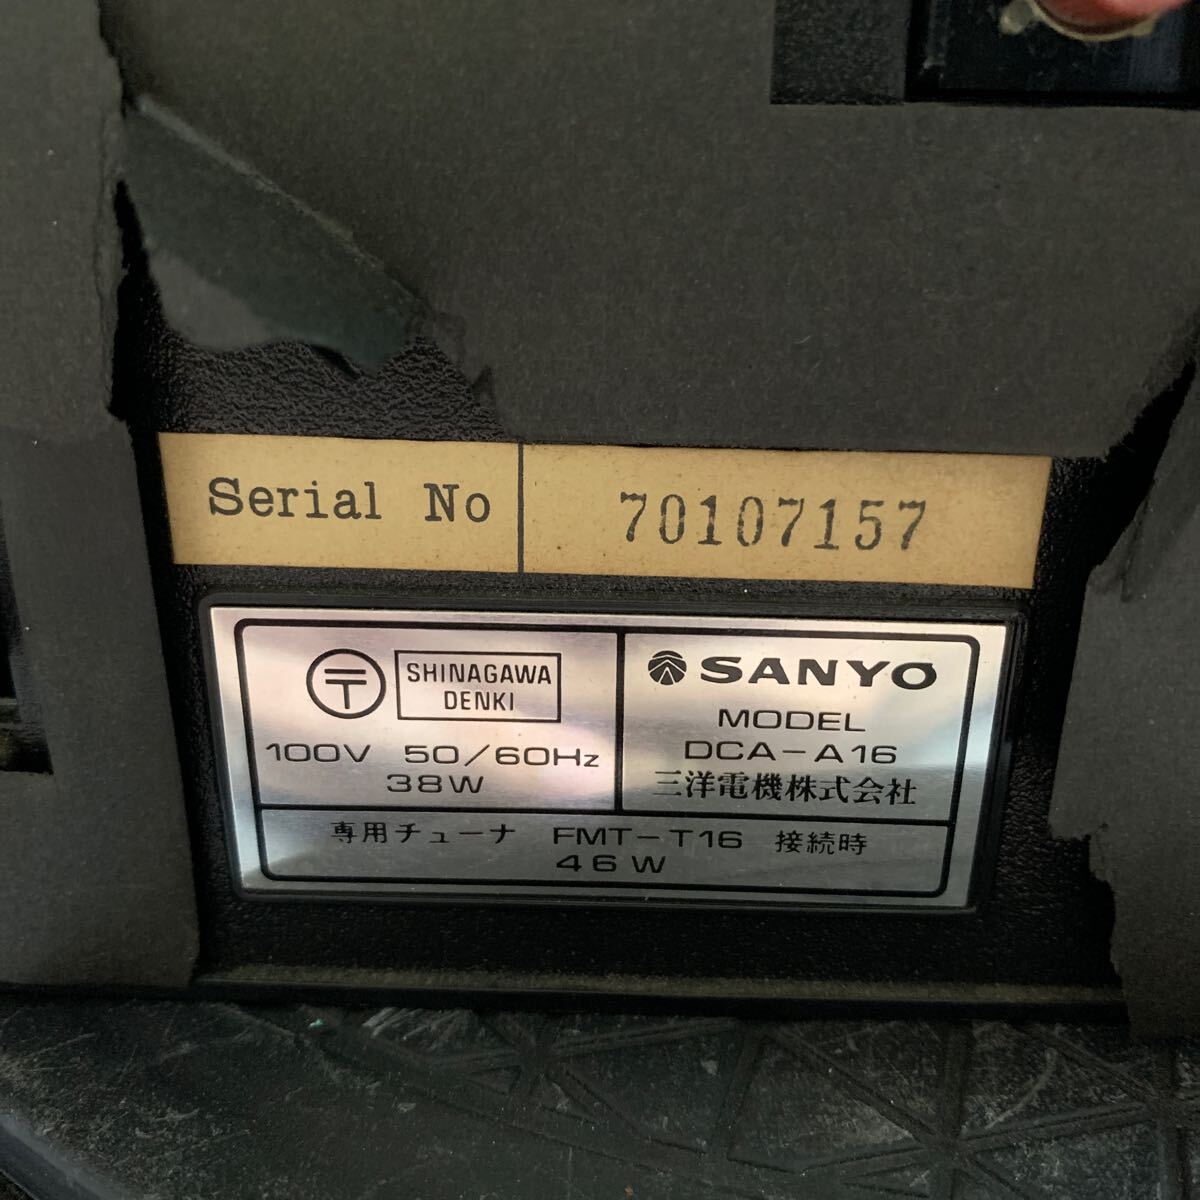 Serial No 70107157
〒 SHINAGAWA DENKI
100V 50/60Hz
38W
SANYO
MODEL
DCA-A16
三洋電機株式会社
専用チューナ FMT-T16 接続時
46W